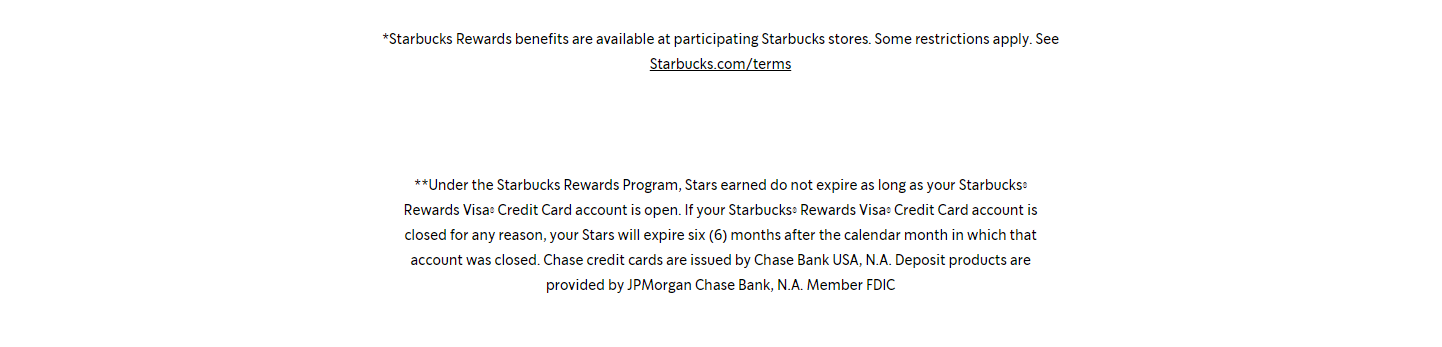 *Starbucks Rewards benefits are available at participating Starbucks stores. Some restrictions apply. See
Starbucks.com/terms
**Under the Starbucks Rewards Program, Stars earned do not expire as long as your Starbucks®
Rewards Visa® Credit Card account is open. If your Starbucks® Rewards Visa® Credit Card account is
closed for any reason, your Stars will expire six (6) months after the calendar month in which that
account was closed. Chase credit cards are issued by Chase Bank USA, N.A. Deposit products are
provided by JPMorgan Chase Bank, N.A. Member FDIC